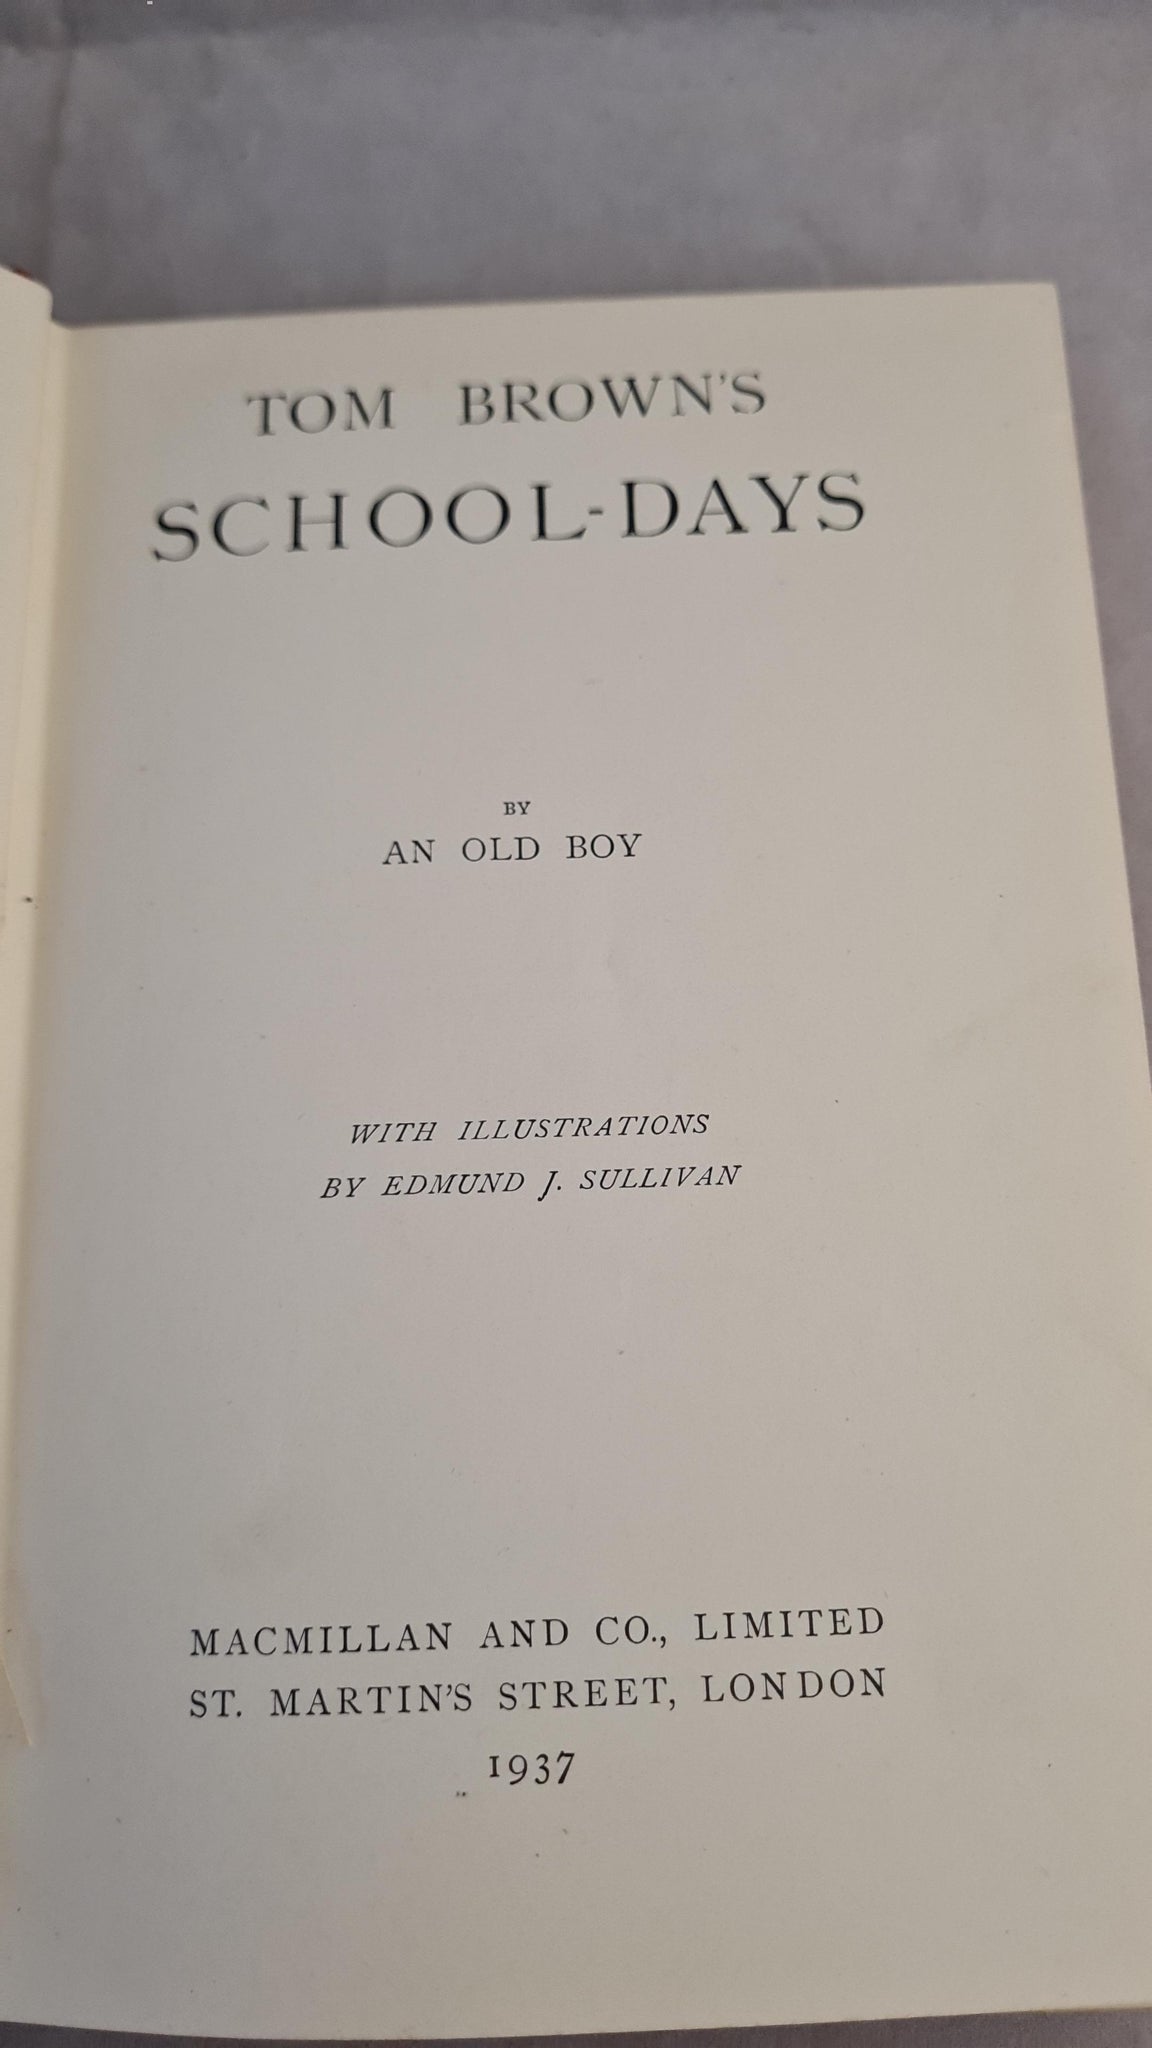 TOM BROWN'S
SCHOOL-DAYS
BY
AN OLD BOY
WITH ILLUSTRATIONS
BY EDMUND J. SULLIVAN
MACMILLAN AND CO., LIMITED
ST. MARTIN'S STREET, LONDON
1937